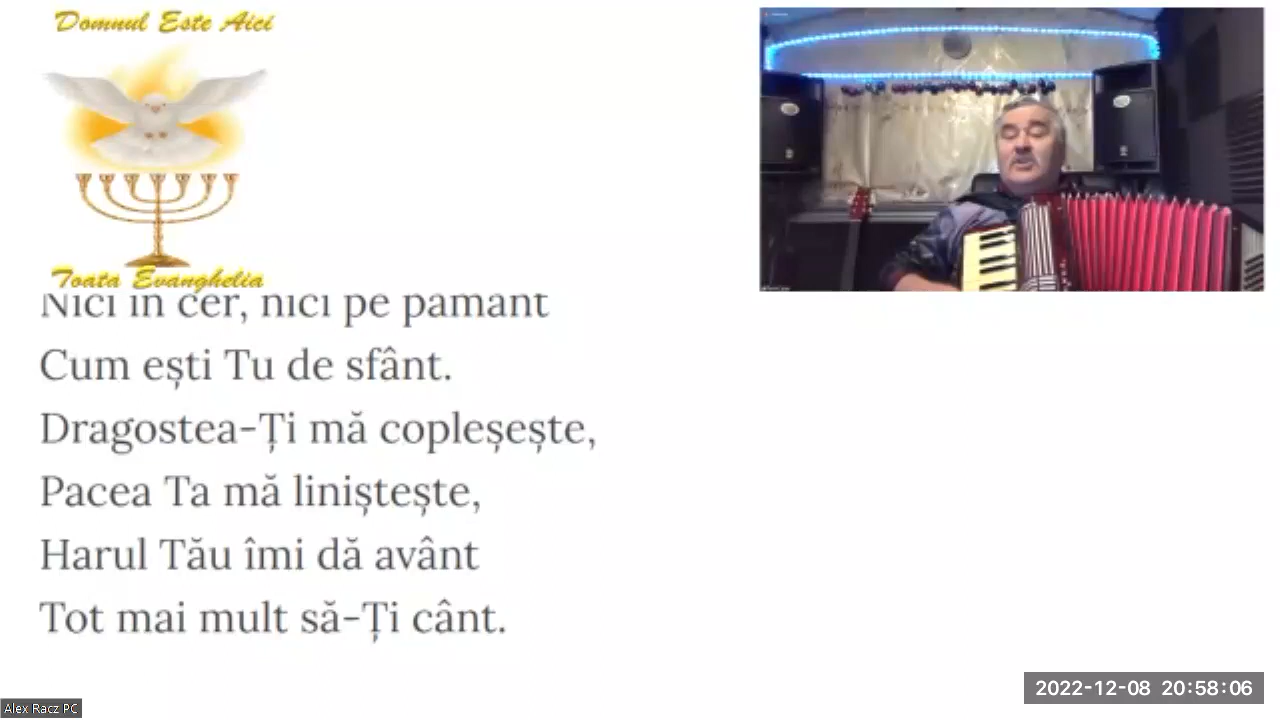 Domnul Este Aici
Toata Evanghelia
Nici in cer, nici pe pamant
Cum ești Tu de sfânt.
Dragostea-Ți mă copleșește,
Pacea Ta mă liniștește,
Harul Tău îmi dă avânt
Tot mai mult să-Ți cânt.
2022-12-08 20:58:06
Alex Racz PC